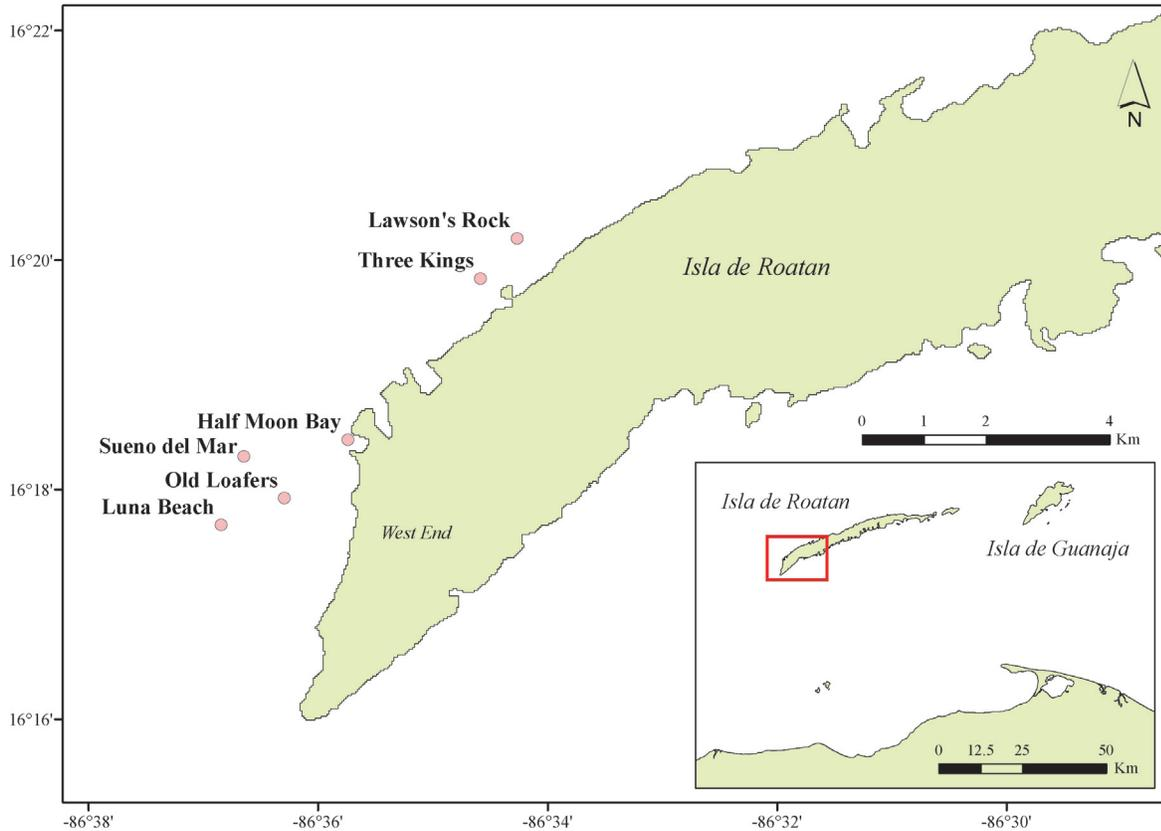 16°22'
N
Lawson's Rock
Three Kings
16°20'
Isla de Roatan
Half Moon Bay
Sueno del Mar
Old Loafers
Luna Beach
16°18'
West End
0 1 2 4
Km
Isla de Roatan
Isla de Guanaja
0 12.5 25 50
Km
16°16'
-86°38' -86°36' -86°34' -86°32' -86°30'